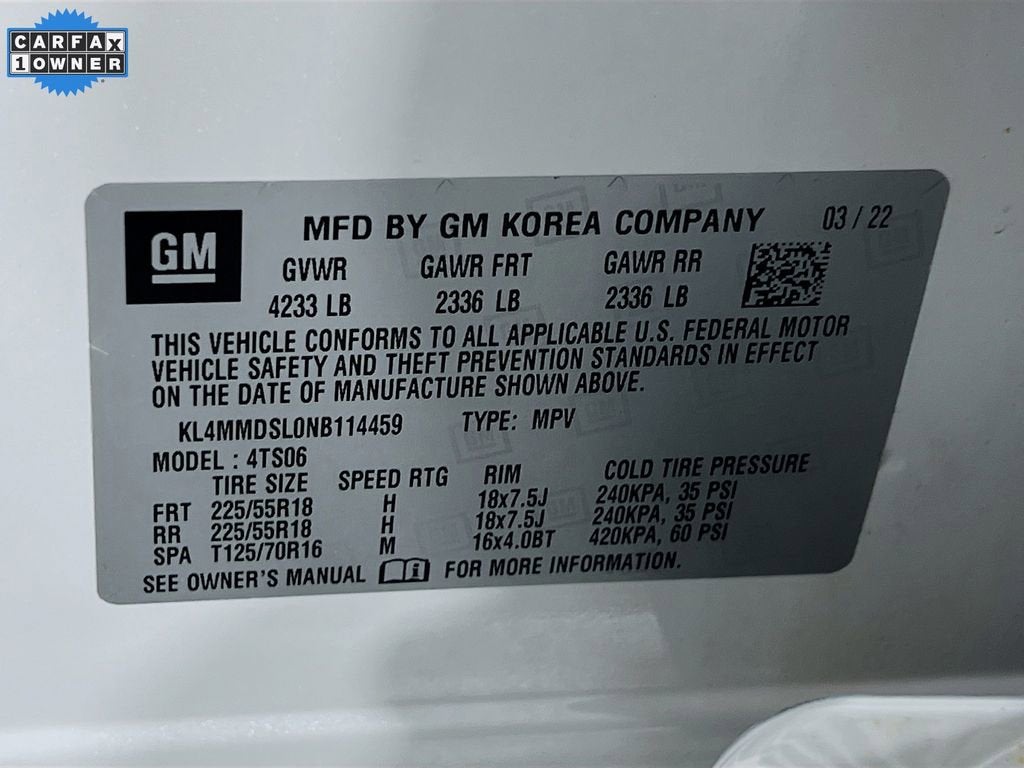 CARFAX
1 OWNER
GM
MFD BY GM KOREA COMPANY 03 / 22
GVWR GAWR FRT GAWR RR
4233 LB 2336 LB 2336 LB
THIS VEHICLE CONFORMS TO ALL APPLICABLE U.S. FEDERAL MOTOR
VEHICLE SAFETY AND THEFT PREVENTION STANDARDS IN EFFECT
ON THE DATE OF MANUFACTURE SHOWN ABOVE.
KL4MMDSL0NB114459 TYPE: MPV
MODEL : 4TS06
TIRE SIZE SPEED RTG RIM COLD TIRE PRESSURE
FRT 225/55R18 H 18x7.5J 240KPA, 35 PSI
RR 225/55R18 H 18x7.5J 240KPA, 35 PSI
SPA T125/70R16 M 16x4.0BT 420KPA, 60 PSI
SEE OWNER'S MANUAL i FOR MORE INFORMATION.